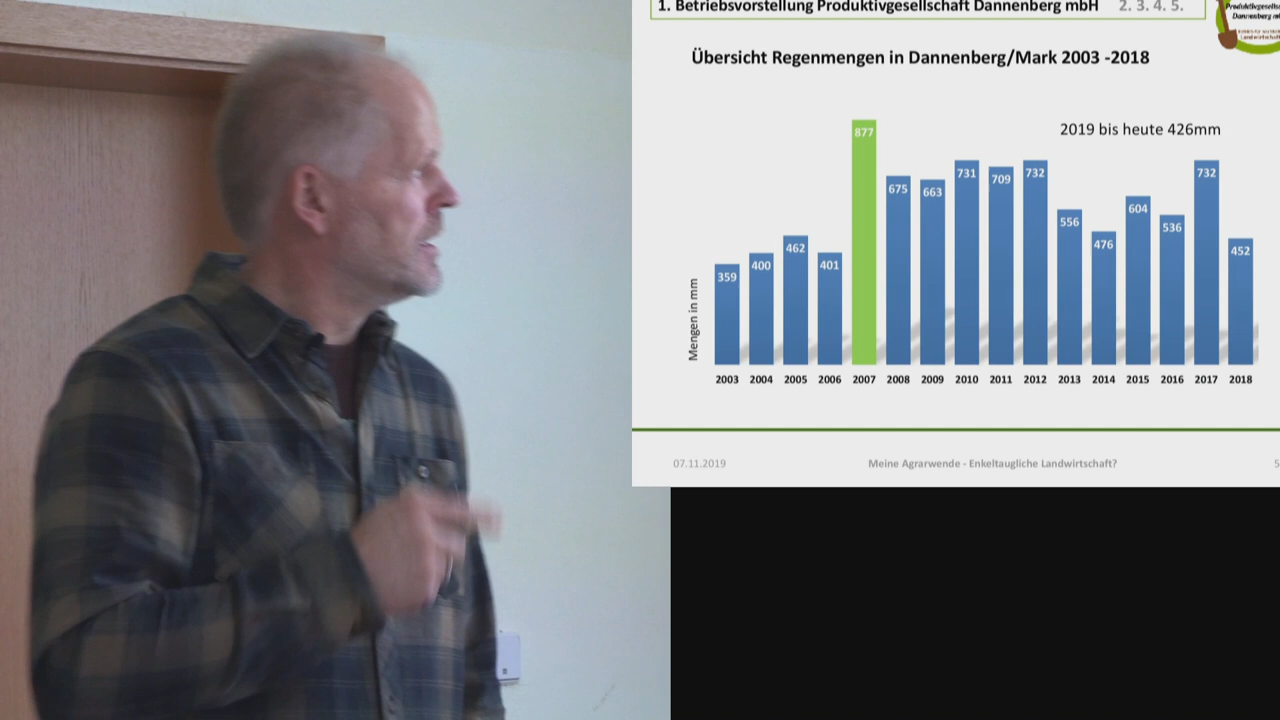 1. Betriebsvorstellung Produktivgesellschaft Dannenberg mbH 2. 3. 4. 5.
Dannenberg
Übersicht Regenmengen in Dannenberg/Mark 2003 -2018
2019 bis heute 426mm
Mengen in mm
359 400 462 401 877 675 663 731 709 732 556 476 604 536 732 452
2003 2004 2005 2006 2007 2008 2009 2010 2011 2012 2013 2014 2015 2016 2017 2018
07.11.2019 Meine Agrarwende - Enkeltaugliche Landwirtschaft? 5